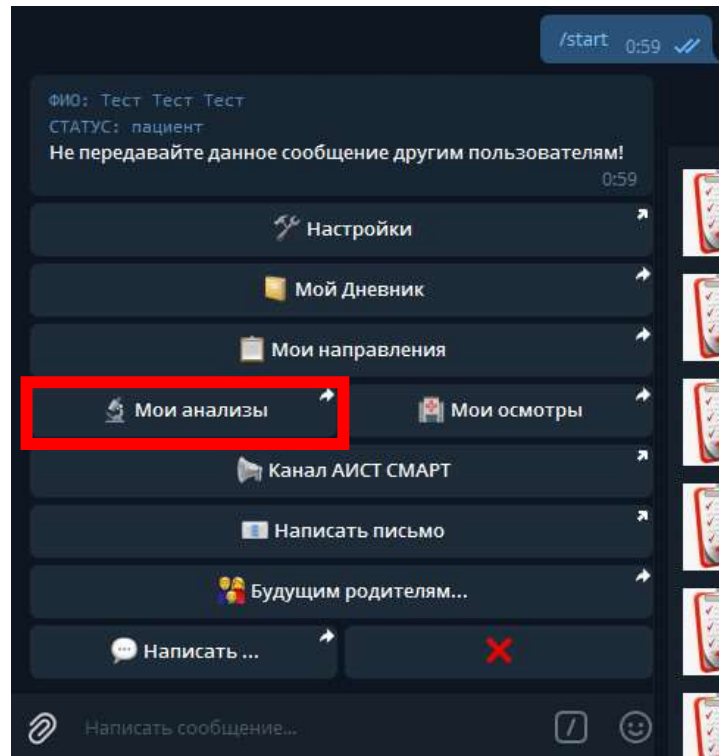 /start 0:59
ФИО: Тест Тест Тест
СТАТУС: пациент
Не передавайте данное сообщение другим пользователям!
0:59
Настройки
Мой Дневник
Мои направления
Мои анализы
Мои осмотры
Канал АИСТ СМАРТ
Написать письмо
Будущим родителям...
Написать ...
Написать сообщение...